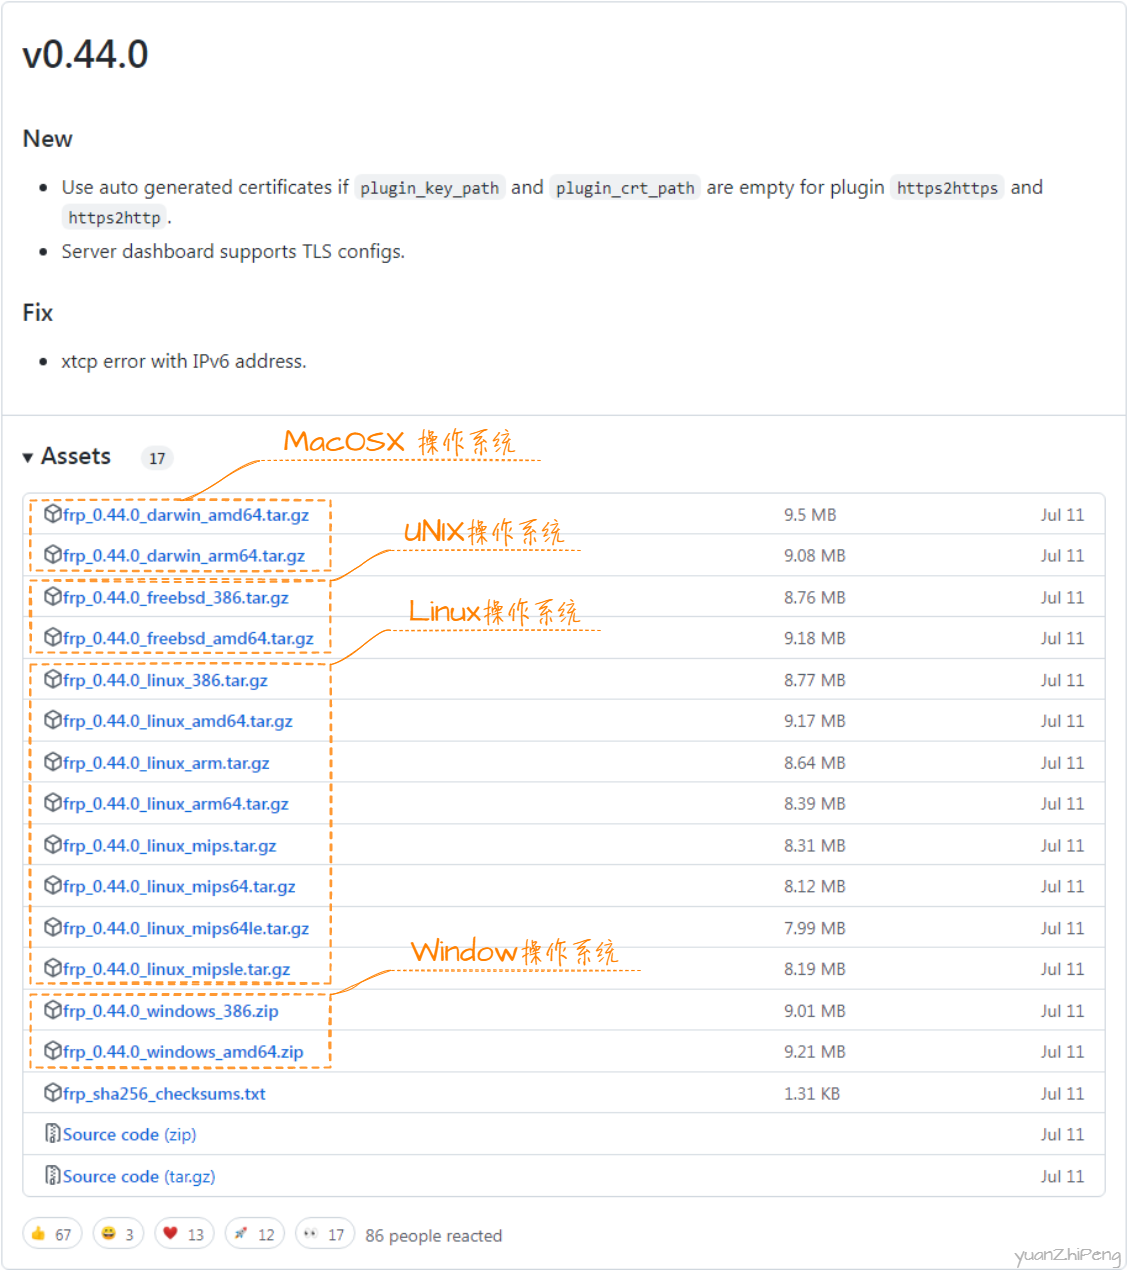 v0.44.0
New
Use auto generated certificates if plugin_key_path and plugin_crt_path are empty for plugin https2https and
https2http.
Server dashboard supports TLS configs.
Fix
xtcp error with IPv6 address.
MacOSX 操作系统
Assets 17
frp_0.44.0_darwin_amd64.tar.gz 9.5 MB Jul 11
UNIX操作系统
frp_0.44.0_darwin_arm64.tar.gz 9.08 MB Jul 11
frp_0.44.0_freebsd_386.tar.gz 8.76 MB Jul 11
Linux操作系统
frp_0.44.0_freebsd_amd64.tar.gz 9.18 MB Jul 11
frp_0.44.0_linux_386.tar.gz 8.77 MB Jul 11
frp_0.44.0_linux_amd64.tar.gz 9.17 MB Jul 11
frp_0.44.0_linux_arm.tar.gz 8.64 MB Jul 11
frp_0.44.0_linux_arm64.tar.gz 8.39 MB Jul 11
frp_0.44.0_linux_mips.tar.gz 8.31 MB Jul 11
frp_0.44.0_linux_mips64.tar.gz 8.12 MB Jul 11
frp_0.44.0_linux_mips64le.tar.gz 7.99 MB Jul 11
Window操作系统
frp_0.44.0_linux_mipsle.tar.gz 8.19 MB Jul 11
frp_0.44.0_windows_386.zip 9.01 MB Jul 11
frp_0.44.0_windows_amd64.zip 9.21 MB Jul 11
frp_sha256_checksums.txt 1.31 KB Jul 11
Source code (zip) Jul 11
Source code (tar.gz) Jul 11
67 3 13 12 17 86 people reacted
yuanZhiPeng